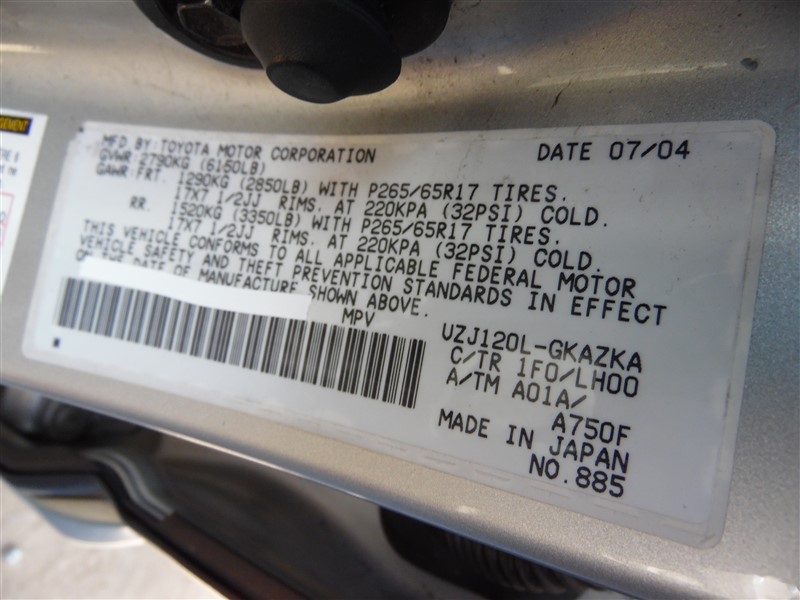 MFD. BY: TOYOTA MOTOR CORPORATION DATE 07/04
GVWR 2790KG (6150LB)
GAWR: FRT. 1290KG (2850LB) WITH P265/65R17 TIRES.
17X7 1/2JJ RIMS. AT 220KPA (32PSI) COLD.
RR. 1520KG (3350LB) WITH P265/65R17 TIRES.
17X7 1/2JJ RIMS. AT 220KPA (32PSI) COLD.
THIS VEHICLE CONFORMS TO ALL APPLICABLE FEDERAL MOTOR
VEHICLE SAFETY AND THEFT PREVENTION STANDARDS IN EFFECT
ON THE DATE OF MANUFACTURE SHOWN ABOVE.
MPV
UZJ120L-GKAZKA
C/TR 1F0/LH00
A/TM A01A/
A750F
MADE IN JAPAN
NO.885